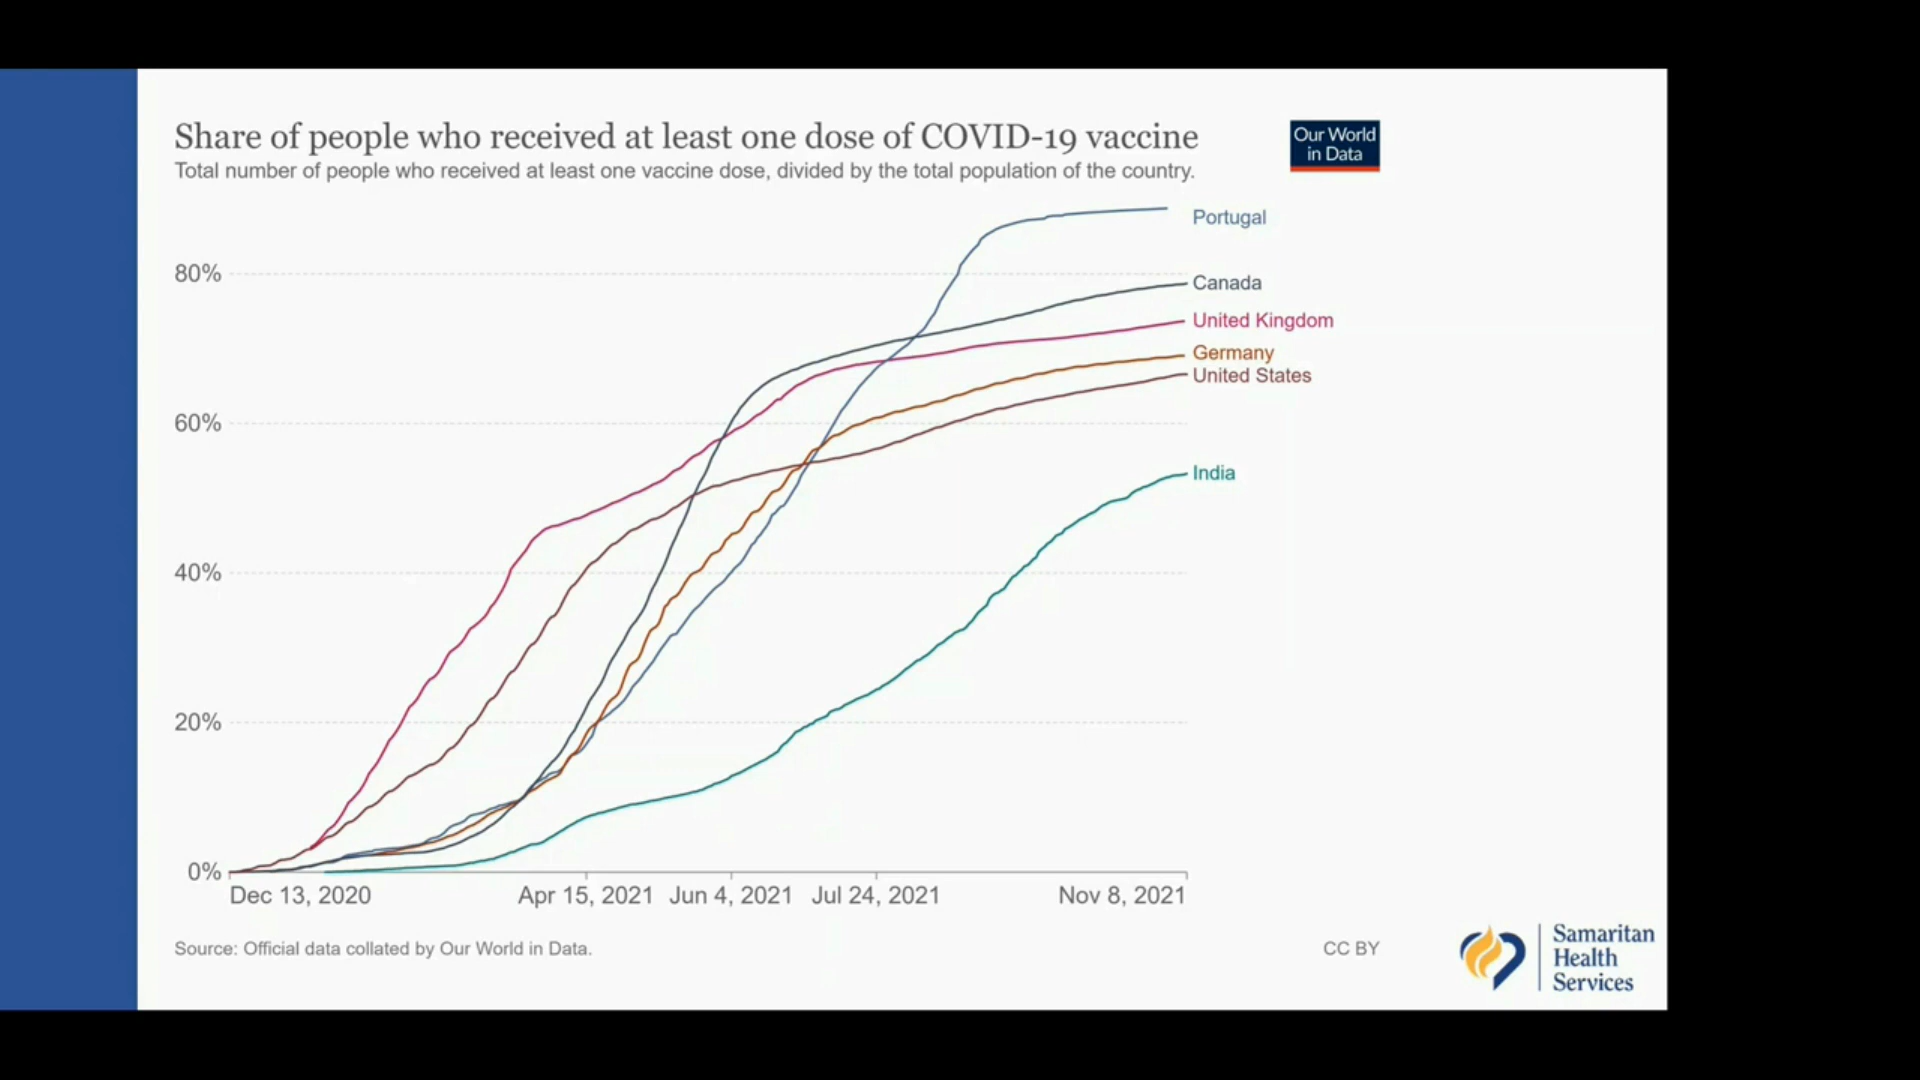 Share of people who received at least one dose of COVID-19 vaccine
Total number of people who received at least one vaccine dose, divided by the total population of the country.
Our World
in Data
Portugal
80%
Canada
United Kingdom
Germany
United States
60%
India
40%
20%
0%
Dec 13, 2020
Apr 15, 2021
Jun 4, 2021
Jul 24, 2021
Nov 8, 2021
Source: Official data collated by Our World in Data.
CC BY
Samaritan
Health
Services